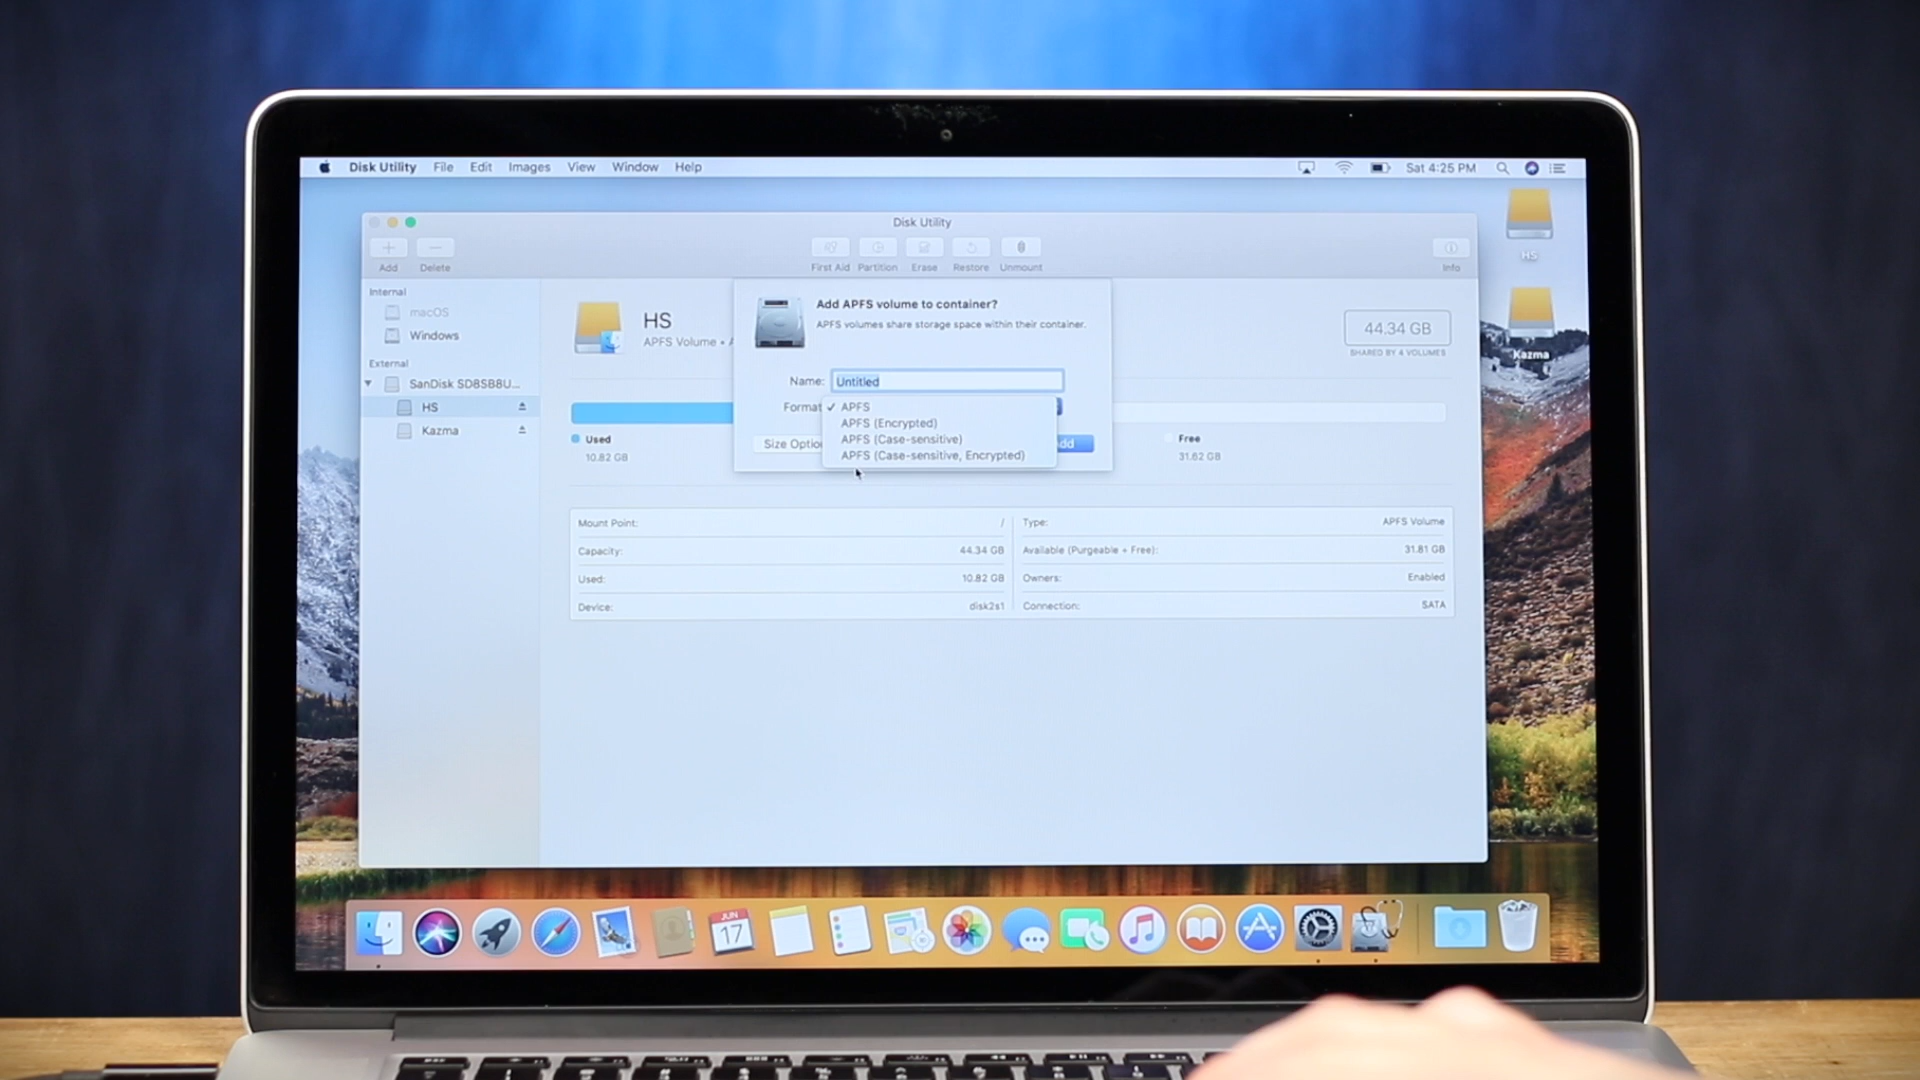 Disk Utility File Edit Images View Window Help
Sat 4:25 PM
Disk Utility
Add Delete
First Aid Partition Erase Restore Unmount
Info
HS
Kazma
Internal
macOS
Windows
External
SanDisk SD8SB8U...
HS
Kazma
HS
APFS Volume •
44.34 GB
SHARED BY 4 VOLUMES
Add APFS volume to container?
APFS volumes share storage space within their container.
Name: Untitled
Format
✓ APFS
APFS (Encrypted)
APFS (Case-sensitive)
APFS (Case-sensitive, Encrypted)
Size
Used
10.82 GB
Free
31.62 GB
Mount Point: /
Capacity: 44.34 GB
Used: 10.82 GB
Device: disk2s1
Type: APFS Volume
Available (Purgeable + Free): 31.81 GB
Owners: Enabled
Connection: SATA
JUN
17